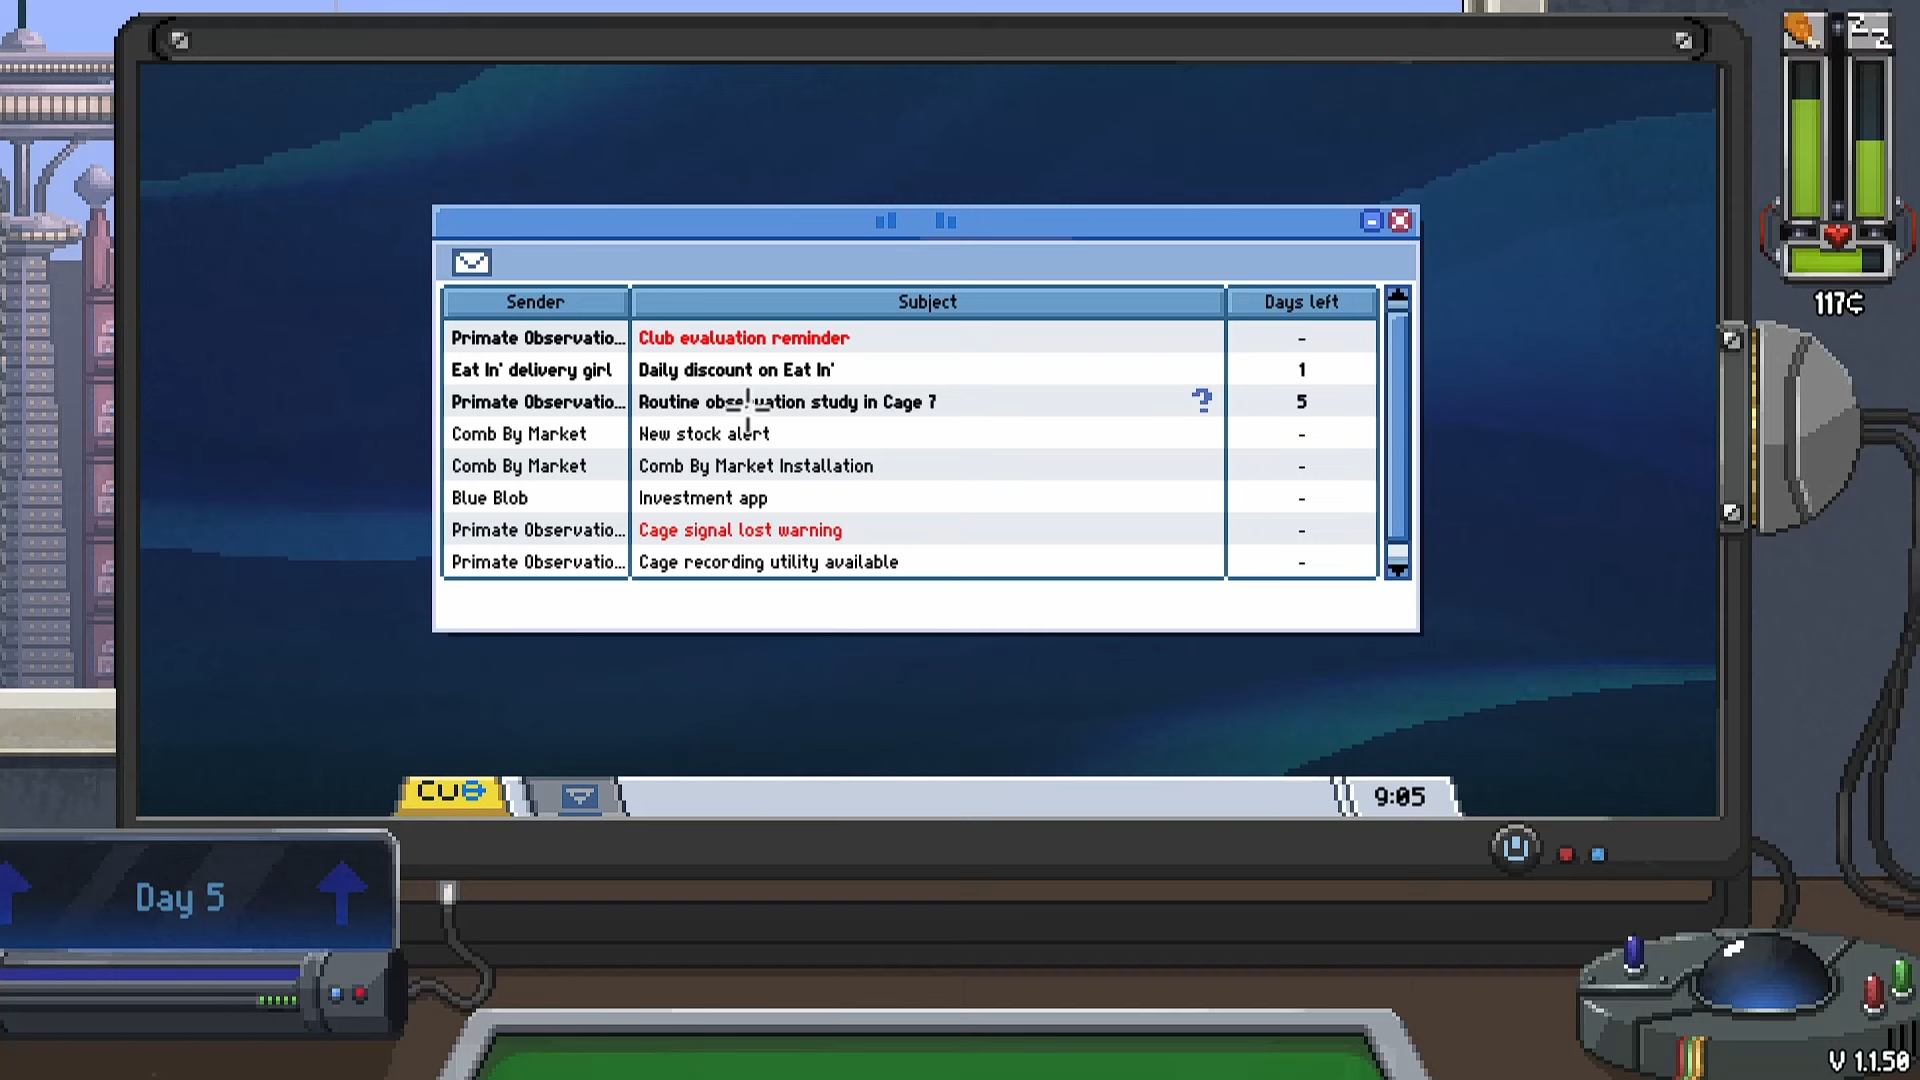 117¢
Sender Subject Days left
Primate Observatio... Club evaluation reminder -
Eat In' delivery girl Daily discount on Eat In' 1
Primate Observatio... Routine observation study in Cage 7 ? 5
Comb By Market New stock alert -
Comb By Market Comb By Market Installation -
Blue Blob Investment app -
Primate Observatio... Cage signal lost warning -
Primate Observatio... Cage recording utility available -
CUB 9:05
Day 5
V 1.1.50